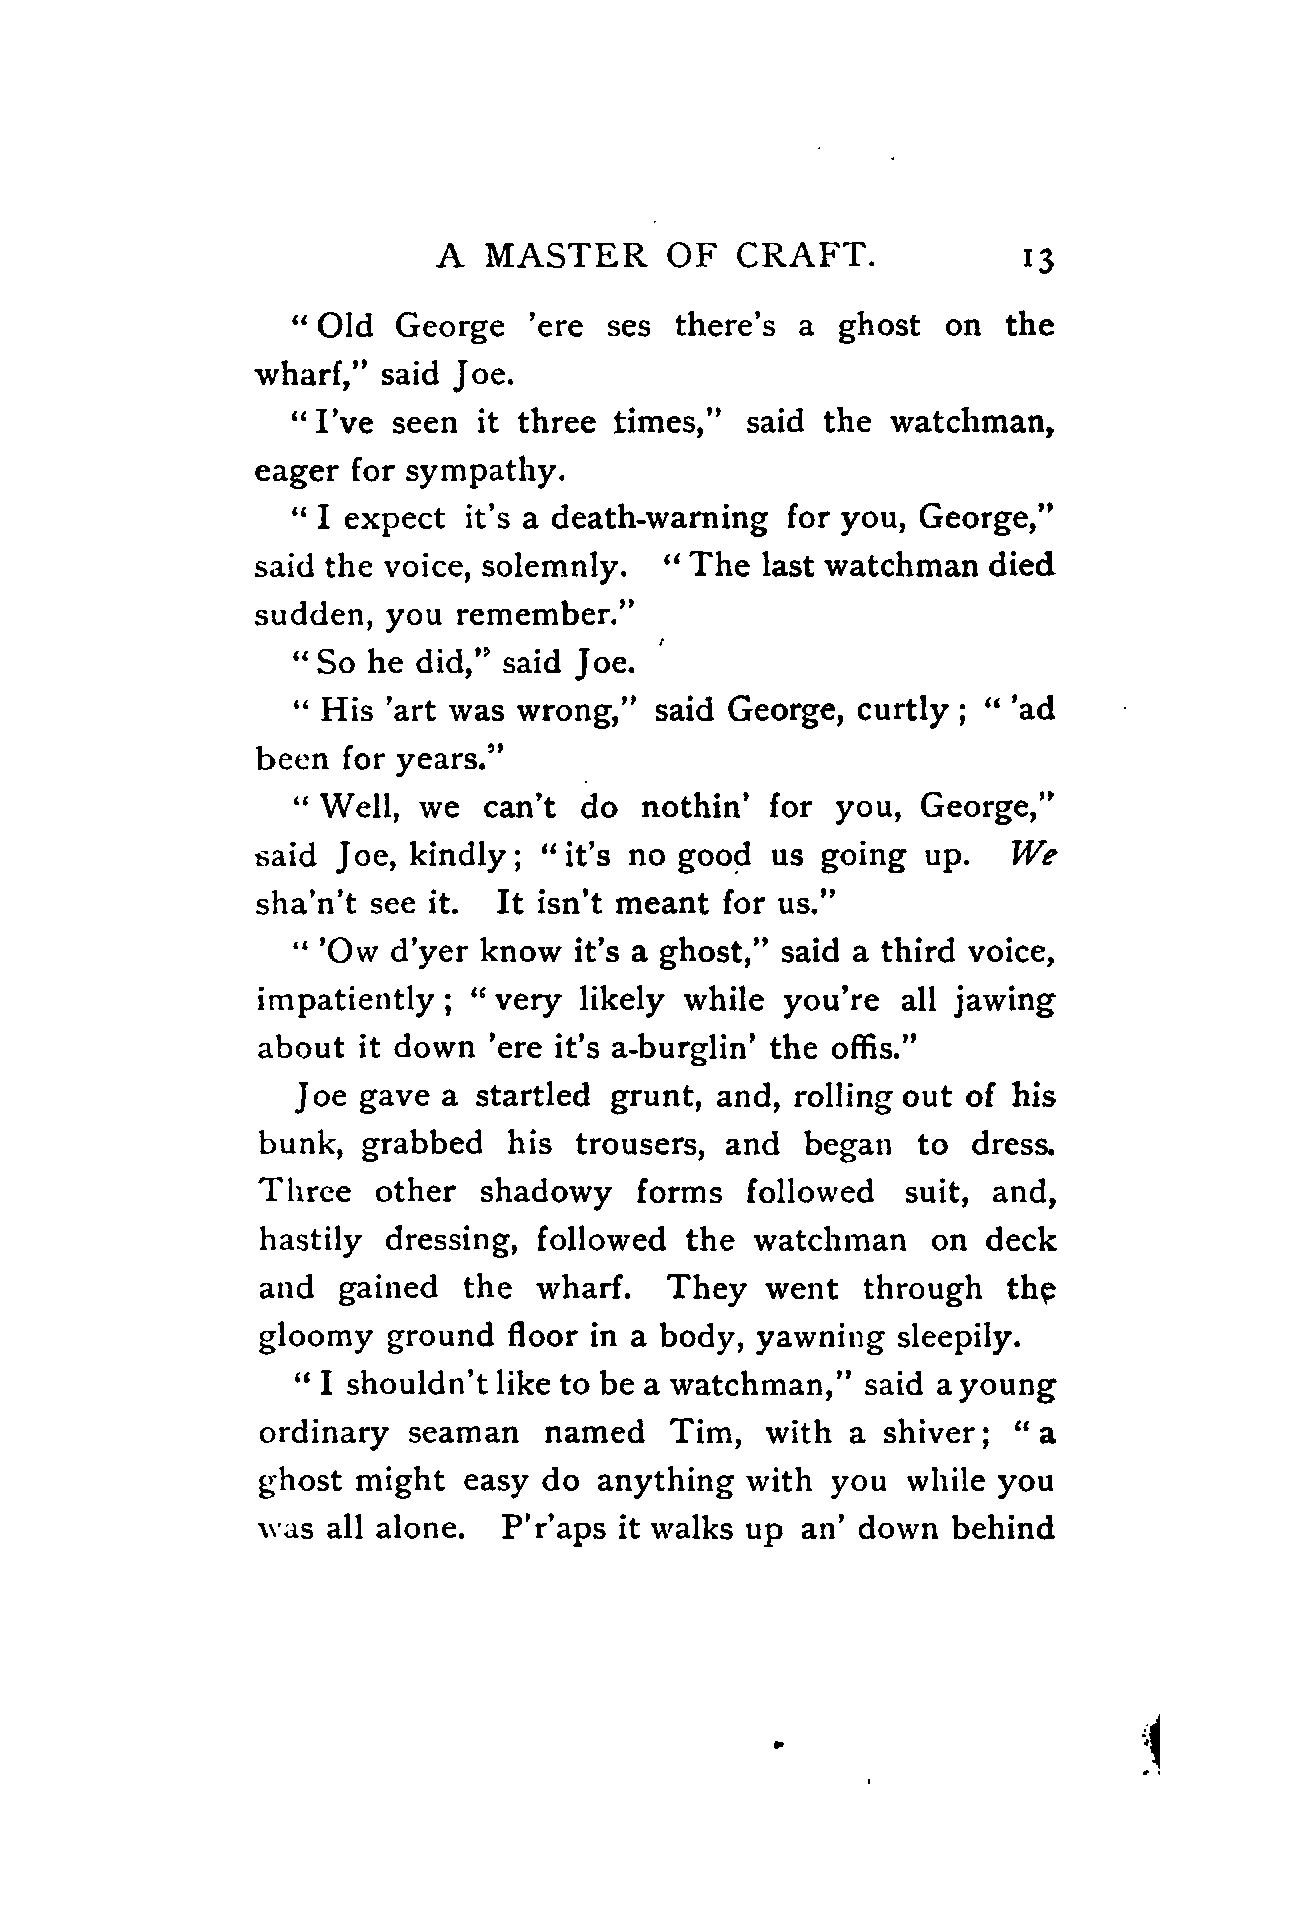 A MASTER OF CRAFT. 13
“Old George ’ere ses there’s a ghost on the
wharf,” said Joe.
“I’ve seen it three times,” said the watchman,
eager for sympathy.
“I expect it’s a death-warning for you, George,”
said the voice, solemnly. “The last watchman died
sudden, you remember.”
“So he did,” said Joe.
“His ’art was wrong,” said George, curtly; “’ad
been for years.”
“Well, we can’t do nothin’ for you, George,”
said Joe, kindly; “it’s no good us going up. We
sha’n’t see it. It isn’t meant for us.”
“’Ow d’yer know it’s a ghost,” said a third voice,
impatiently; “very likely while you’re all jawing
about it down ’ere it’s a-burglin’ the offis.”
Joe gave a startled grunt, and, rolling out of his
bunk, grabbed his trousers, and began to dress.
Three other shadowy forms followed suit, and,
hastily dressing, followed the watchman on deck
and gained the wharf. They went through the
gloomy ground floor in a body, yawning sleepily.
“I shouldn’t like to be a watchman,” said a young
ordinary seaman named Tim, with a shiver; “a
ghost might easy do anything with you while you
was all alone. P’r’aps it walks up an’ down behind